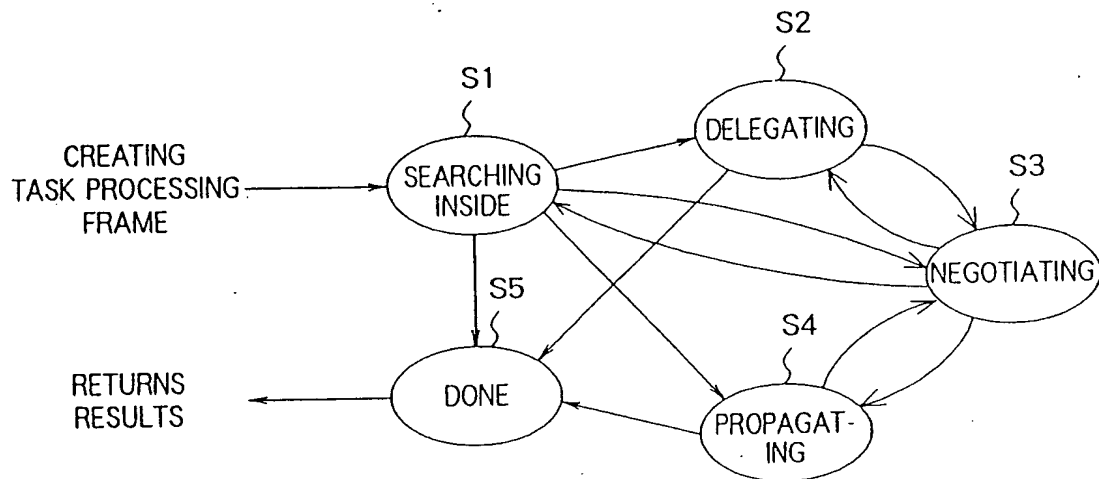 S2
DELEGATING
S1
SEARCHING
INSIDE
CREATING
TASK PROCESSING
FRAME
S3
NEGOTIATING
S5
DONE
S4
PROPAGAT-
ING
RETURNS
RESULTS